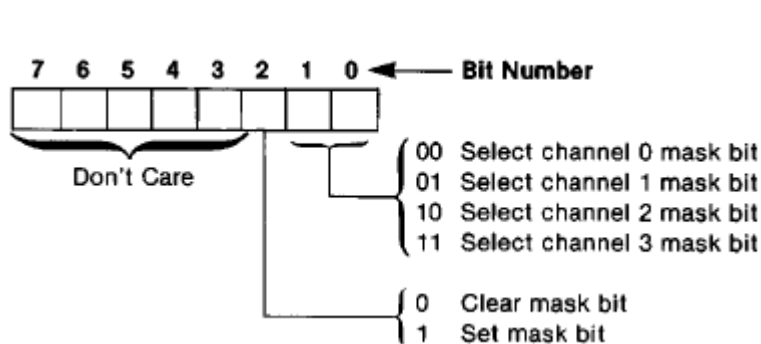 7 6 5 4 3 2 1 0 Bit Number
Don't Care
00 Select channel 0 mask bit
01 Select channel 1 mask bit
10 Select channel 2 mask bit
11 Select channel 3 mask bit
0 Clear mask bit
1 Set mask bit